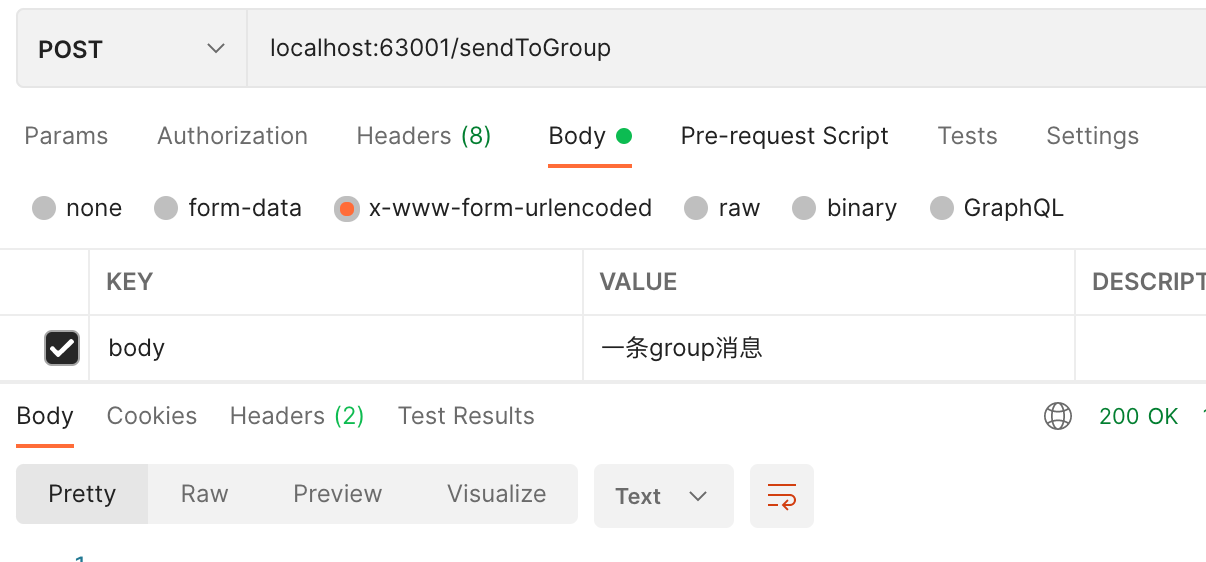 POST localhost:63001/sendToGroup
Params Authorization Headers (8) Body Pre-request Script Tests Settings
none form-data x-www-form-urlencoded raw binary GraphQL
KEY VALUE DESCRIPT
body 一条group消息
Body Cookies Headers (2) Test Results 200 OK
Pretty Raw Preview Visualize Text
1